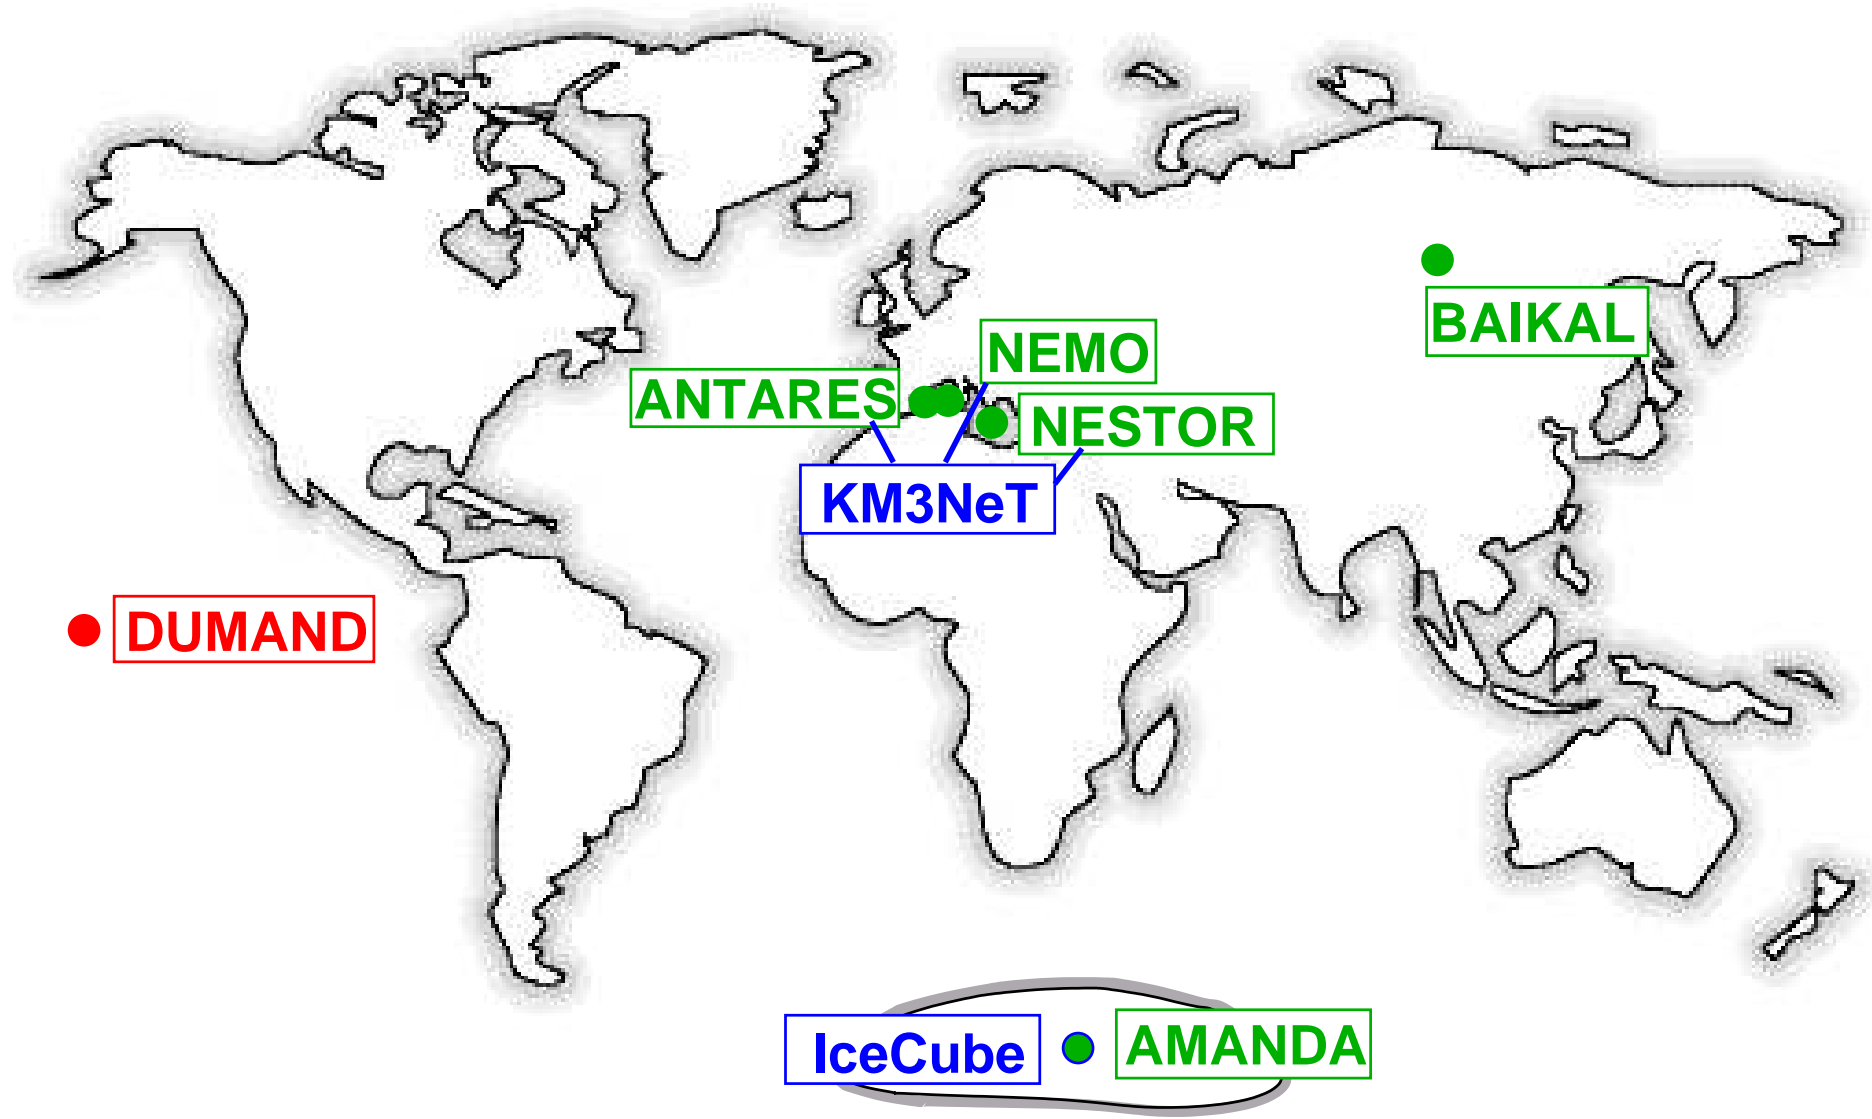 BAIKAL
NEMO
ANTARES
NESTOR
KM3NeT
DUMAND
IceCube
AMANDA